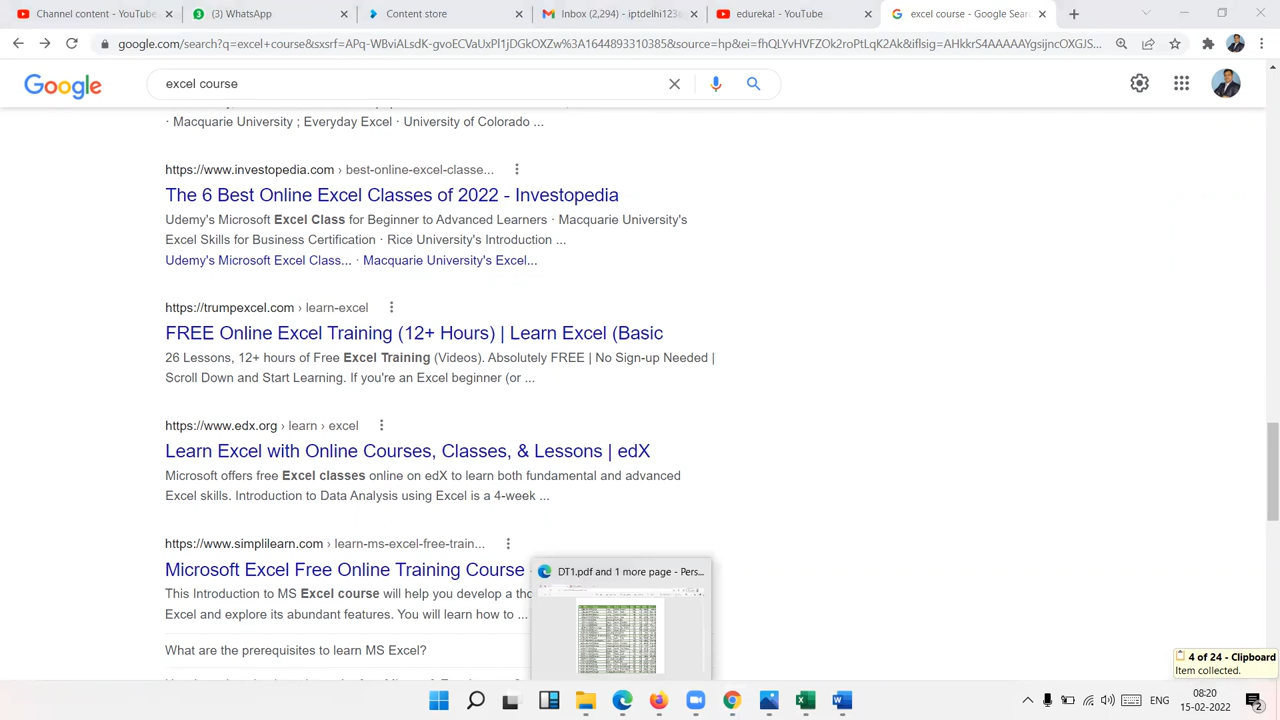 Channel content - YouTube
(3) WhatsApp
Content store
Inbox (2,294) - iptdelhi123
edureka! - YouTube
excel course - Google Sear
google.com/search?q=excel+course&sxsrf=APq-WBviALsdK-gvoECVaUxPl1jDGkOZw%3A1644893310385&source=hp&ei=fhQLYvHVFZOk2roPtLqK2Ak&iflsig=AHkkrS4AAAAAYgsijncOXGJS...
Google
excel course
· Macquarie University ; Everyday Excel · University of Colorado ...
https://www.investopedia.com › best-online-excel-classe...
The 6 Best Online Excel Classes of 2022 - Investopedia
Udemy's Microsoft Excel Class for Beginner to Advanced Learners · Macquarie University's
Excel Skills for Business Certification · Rice University's Introduction ...
Udemy's Microsoft Excel Class... · Macquarie University's Excel...
https://trumpexcel.com › learn-excel
FREE Online Excel Training (12+ Hours) | Learn Excel (Basic
26 Lessons, 12+ hours of Free Excel Training (Videos). Absolutely FREE | No Sign-up Needed |
Scroll Down and Start Learning. If you're an Excel beginner (or ...
https://www.edx.org › learn › excel
Learn Excel with Online Courses, Classes, & Lessons | edX
Microsoft offers free Excel classes online on edX to learn both fundamental and advanced
Excel skills. Introduction to Data Analysis using Excel is a 4-week ...
https://www.simplilearn.com › learn-ms-excel-free-train...
Microsoft Excel Free Online Training Course
DT1.pdf and 1 more page - Pers...
This Introduction to MS Excel course will help you develop a tho
Excel and explore its abundant features. You will learn how to ...
What are the prerequisites to learn MS Excel?
4 of 24 - Clipboard
Item collected.
ENG
08:20
15-02-2022
2